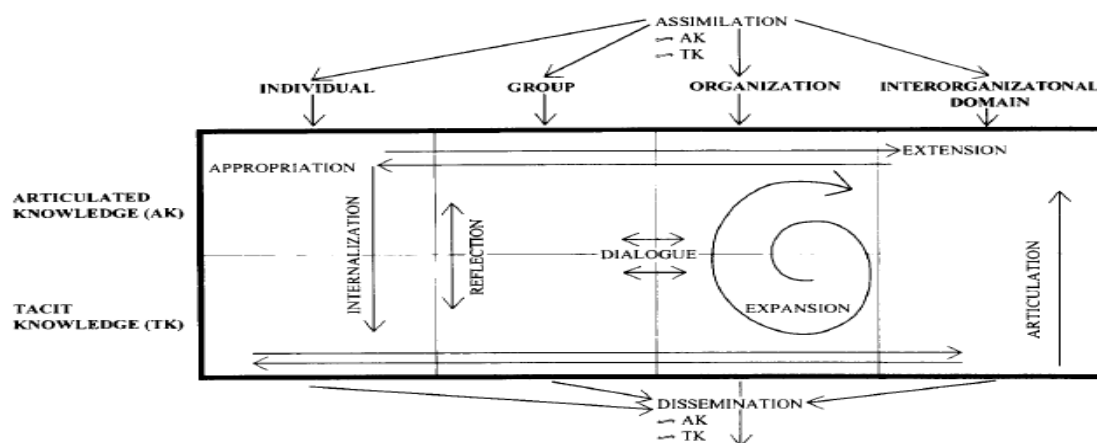 ASSIMILATION
AK
TK
INDIVIDUAL
GROUP
ORGANIZATION
INTERORGANIZATONAL
DOMAIN
EXTENSION
APPROPRIATION
ARTICULATED
KNOWLEDGE (AK)
INTERNALIZATION
REFLECTION
DIALOGUE
ARTICULATION
TACIT
KNOWLEDGE (TK)
EXPANSION
DISSEMINATION
AK
TK